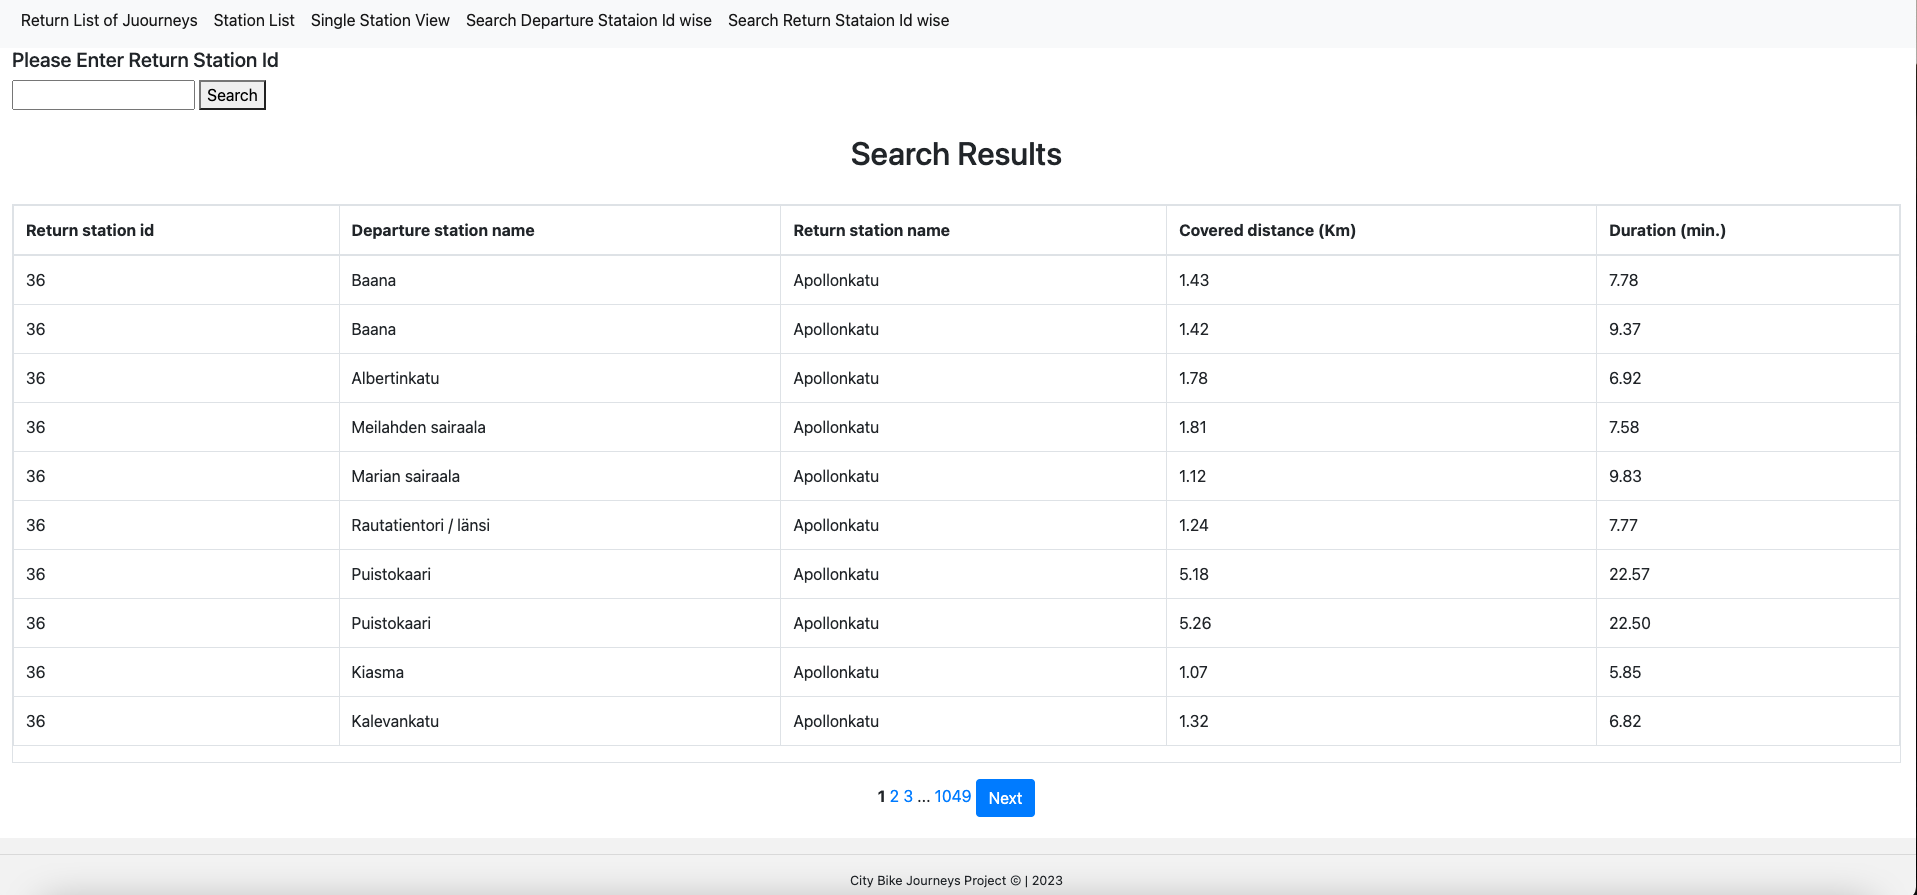 Return List of Juourneys Station List Single Station View Search Departure Stataion Id wise Search Return Stataion Id wise
Please Enter Return Station Id
Search
Search Results
Return station id Departure station name Return station name Covered distance (Km) Duration (min.)
36 Baana Apollonkatu 1.43 7.78
36 Baana Apollonkatu 1.42 9.37
36 Albertinkatu Apollonkatu 1.78 6.92
36 Meilahden sairaala Apollonkatu 1.81 7.58
36 Marian sairaala Apollonkatu 1.12 9.83
36 Rautatientori / länsi Apollonkatu 1.24 7.77
36 Puistokaari Apollonkatu 5.18 22.57
36 Puistokaari Apollonkatu 5.26 22.50
36 Kiasma Apollonkatu 1.07 5.85
36 Kalevankatu Apollonkatu 1.32 6.82
1 2 3 ... 1049 Next
City Bike Journeys Project © | 2023